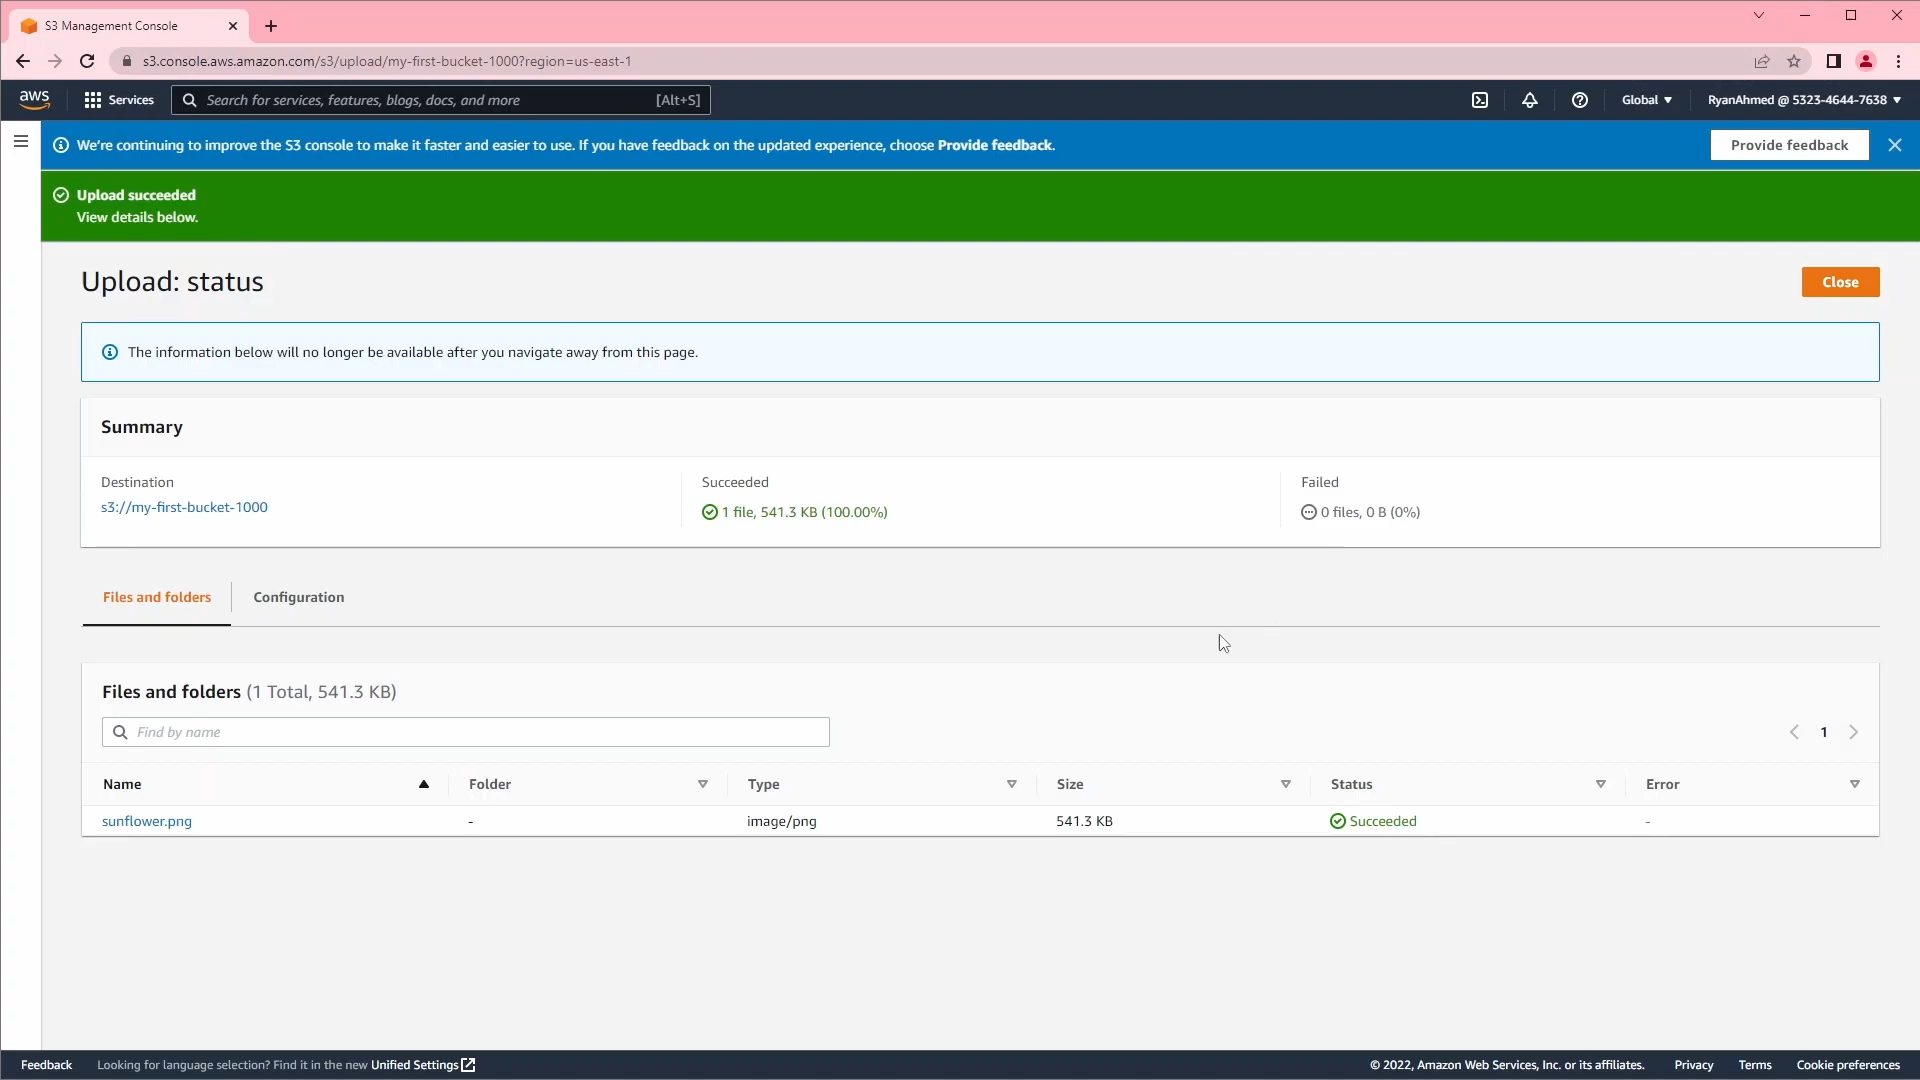 S3 Management Console
s3.console.aws.amazon.com/s3/upload/my-first-bucket-1000?region=us-east-1
aws
Services
Search for services, features, blogs, docs, and more [Alt+S]
Global
RyanAhmed @ 5323-4644-7638
We're continuing to improve the S3 console to make it faster and easier to use. If you have feedback on the updated experience, choose Provide feedback.
Provide feedback
Upload succeeded
View details below.
Upload: status
Close
The information below will no longer be available after you navigate away from this page.
Summary
Destination
s3://my-first-bucket-1000
Succeeded
1 file, 541.3 KB (100.00%)
Failed
0 files, 0 B (0%)
Files and folders
Configuration
Files and folders (1 Total, 541.3 KB)
Find by name
1
Name Folder Type Size Status Error
sunflower.png - image/png 541.3 KB Succeeded -
Feedback
Looking for language selection? Find it in the new Unified Settings
© 2022, Amazon Web Services, Inc. or its affiliates.
Privacy
Terms
Cookie preferences